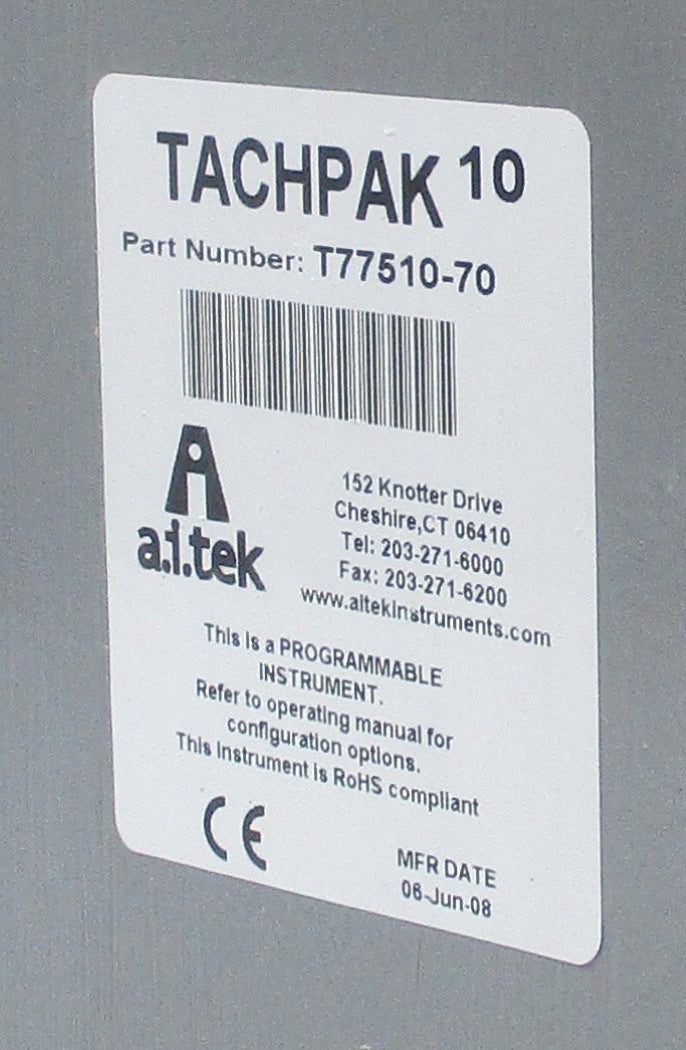 TACHPAK 10
Part Number: T77510-70
a.i.tek
152 Knotter Drive
Cheshire,CT 06410
Tel: 203-271-6000
Fax: 203-271-6200
www.aitekinstruments.com
This is a PROGRAMMABLE
INSTRUMENT.
Refer to operating manual for
configuration options.
This instrument is RoHS compliant
CE
MFR DATE
06-Jun-08